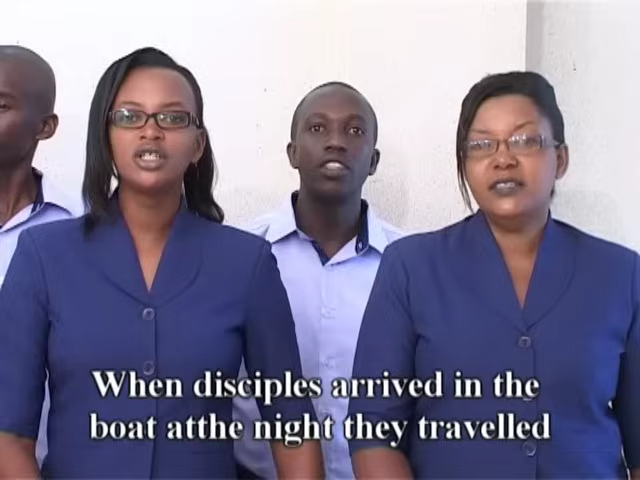 When disciples arrived in the
boat atthe night they travelled